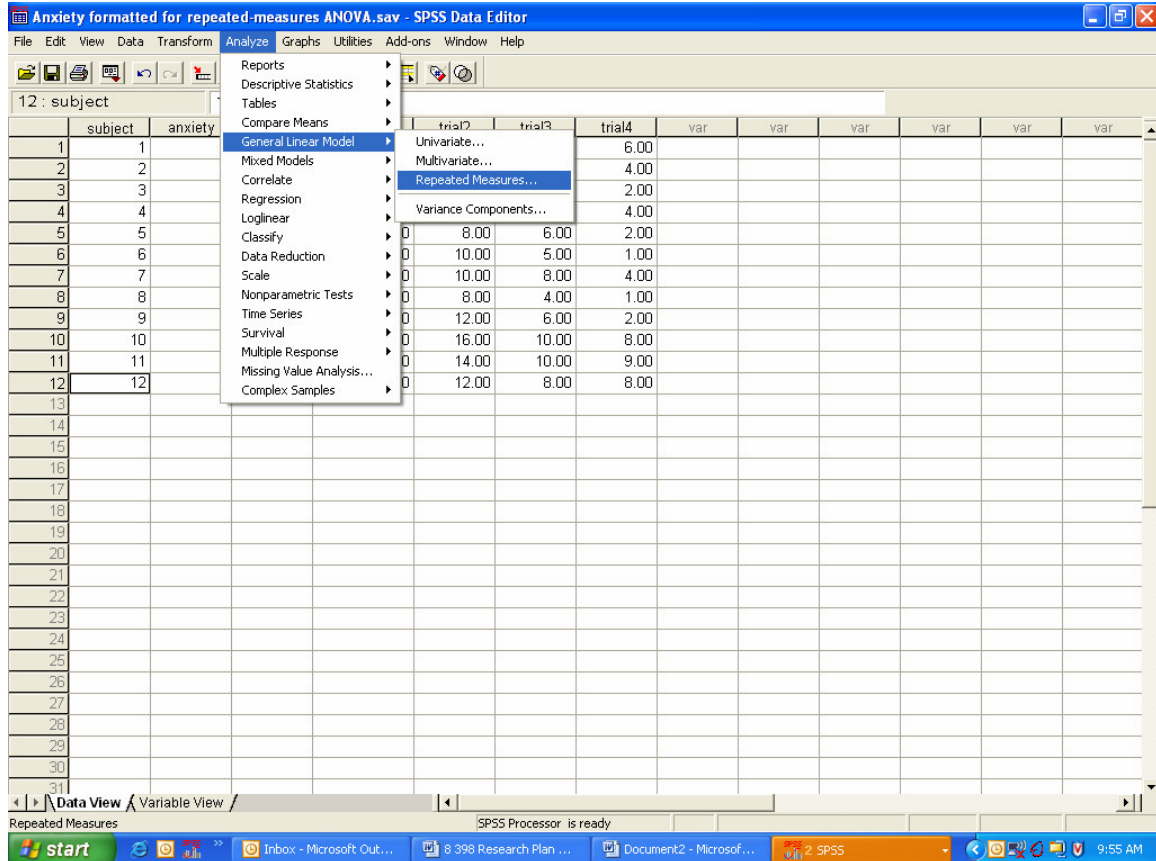 Anxiety formatted for repeated-measures ANOVA.sav - SPSS Data Editor
File Edit View Data Transform Analyze Graphs Utilities Add-ons Window Help
12 : subject
subject anxiety trial2 trial3 trial4 var var var var var var
Reports
Descriptive Statistics
Tables
Compare Means
General Linear Model
Mixed Models
Correlate
Regression
Loglinear
Classify
Data Reduction
Scale
Nonparametric Tests
Time Series
Survival
Multiple Response
Missing Value Analysis...
Complex Samples
Univariate...
Multivariate...
Repeated Measures...
Variance Components...
1 1 6.00
2 2 4.00
3 3 2.00
4 4 4.00
5 5 0 8.00 6.00 2.00
6 6 0 10.00 5.00 1.00
7 7 0 10.00 8.00 4.00
8 8 0 8.00 4.00 1.00
9 9 0 12.00 6.00 2.00
10 10 0 16.00 10.00 8.00
11 11 0 14.00 10.00 9.00
12 12 0 12.00 8.00 8.00
13
14
15
16
17
18
19
20
21
22
23
24
25
26
27
28
29
30
31
Data View Variable View
Repeated Measures SPSS Processor is ready
start Inbox - Microsoft Out... 8 398 Research Plan ... Document2 - Microsof... 2 SPSS 9:55 AM